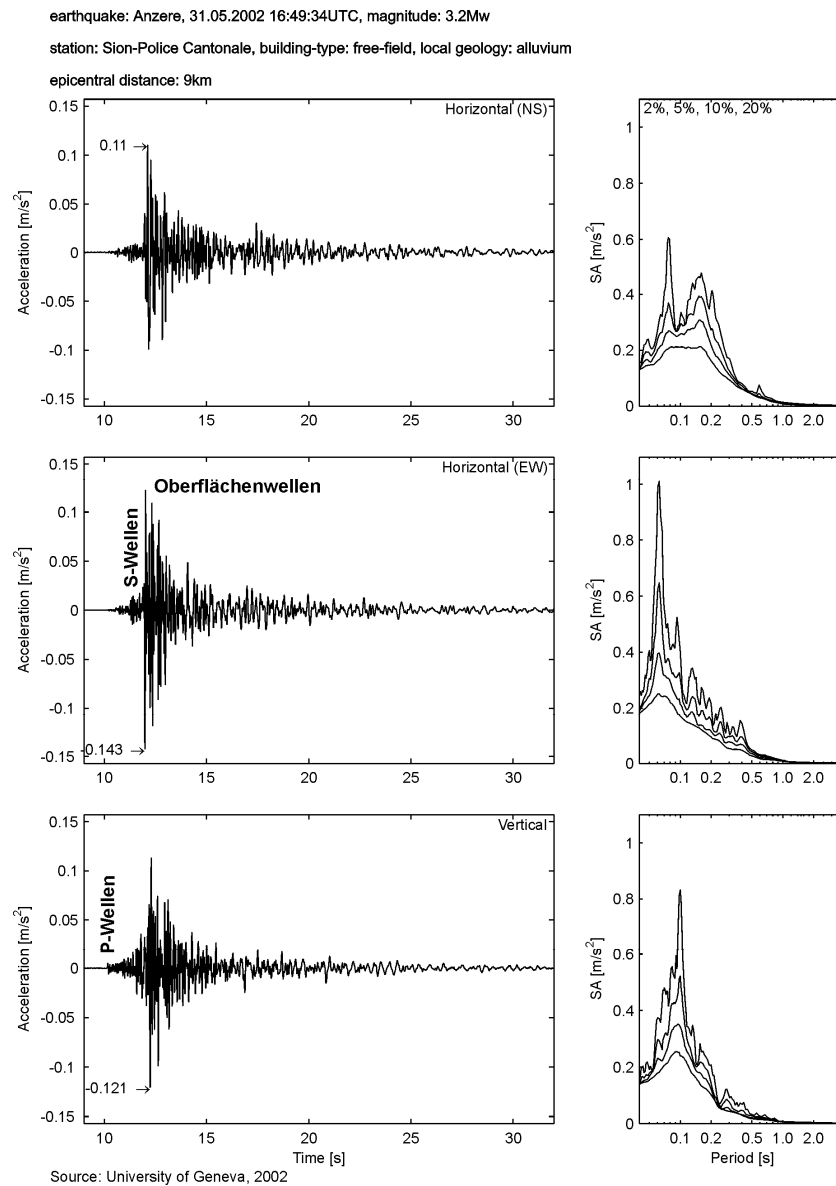 earthquake: Anzere, 31.05.2002 16:49:34UTC, magnitude: 3.2Mw
station: Sion-Police Cantonale, building-type: free-field, local geology: alluvium
epicentral distance: 9km
Horizontal (NS)
0.15
0.1
0.05
0
-0.05
-0.1
-0.15
Acceleration [m/s²]
0.11
10 15 20 25 30
2%, 5%, 10%, 20%
1
0.8
0.6
0.4
0.2
0
SA [m/s²]
0.1 0.2 0.5 1.0 2.0
Horizontal (EW)
0.15
0.1
0.05
0
-0.05
-0.1
-0.15
Acceleration [m/s²]
Oberflächenwellen
S-Wellen
-0.143
10 15 20 25 30
1
0.8
0.6
0.4
0.2
0
SA [m/s²]
0.1 0.2 0.5 1.0 2.0
Vertical
0.15
0.1
0.05
0
-0.05
-0.1
-0.15
Acceleration [m/s²]
P-Wellen
-0.121
10 15 20 25 30
Time [s]
1
0.8
0.6
0.4
0.2
0
SA [m/s²]
0.1 0.2 0.5 1.0 2.0
Period [s]
Source: University of Geneva, 2002